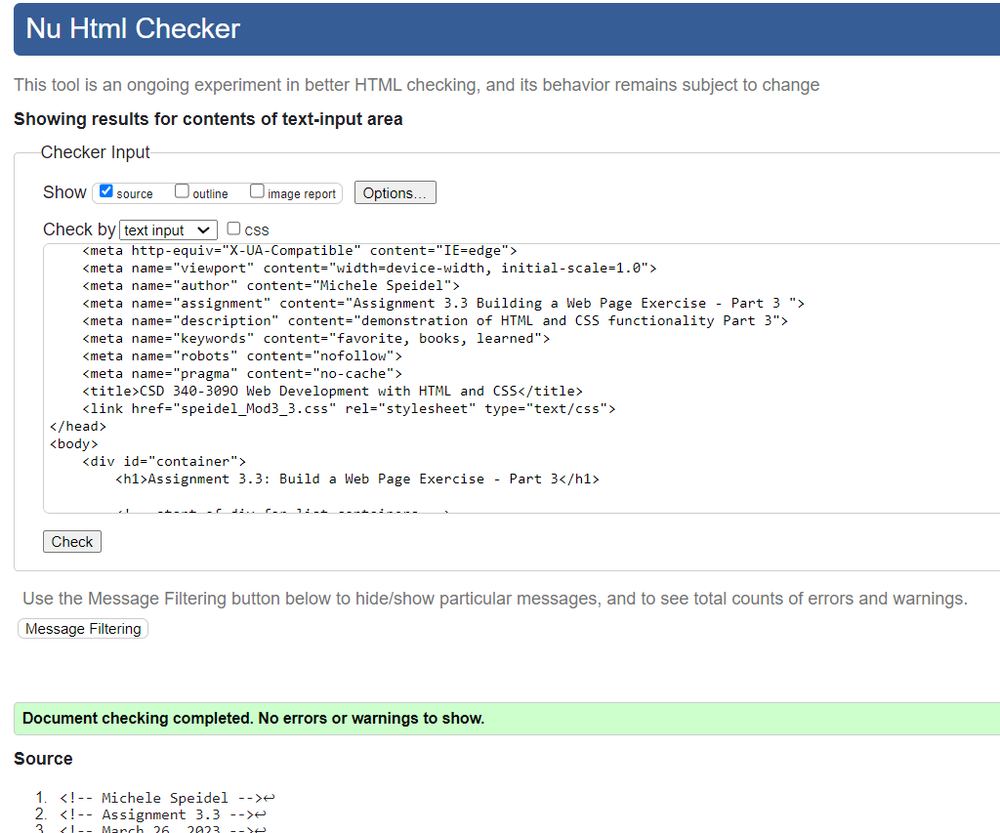 Nu Html Checker
This tool is an ongoing experiment in better HTML checking, and its behavior remains subject to change
Showing results for contents of text-input area
Checker Input
Show source outline image report Options...
Check by text input css
<meta http-equiv="X-UA-Compatible" content="IE=edge">
<meta name="viewport" content="width=device-width, initial-scale=1.0">
<meta name="author" content="Michele Speidel">
<meta name="assignment" content="Assignment 3.3 Building a Web Page Exercise - Part 3 ">
<meta name="description" content="demonstration of HTML and CSS functionality Part 3">
<meta name="keywords" content="favorite, books, learned">
<meta name="robots" content="nofollow">
<meta name="pragma" content="no-cache">
<title>CSD 340-309O Web Development with HTML and CSS</title>
<link href="speidel_Mod3_3.css" rel="stylesheet" type="text/css">
</head>
<body>
<div id="container">
<h1>Assignment 3.3: Build a Web Page Exercise - Part 3</h1>
<!-- start of div for list containers -->
Check
Use the Message Filtering button below to hide/show particular messages, and to see total counts of errors and warnings.
Message Filtering
Document checking completed. No errors or warnings to show.
Source
1. <!-- Michele Speidel -->↩
2. <!-- Assignment 3.3 -->↩
3. <!-- March 26, 2023 -->↩